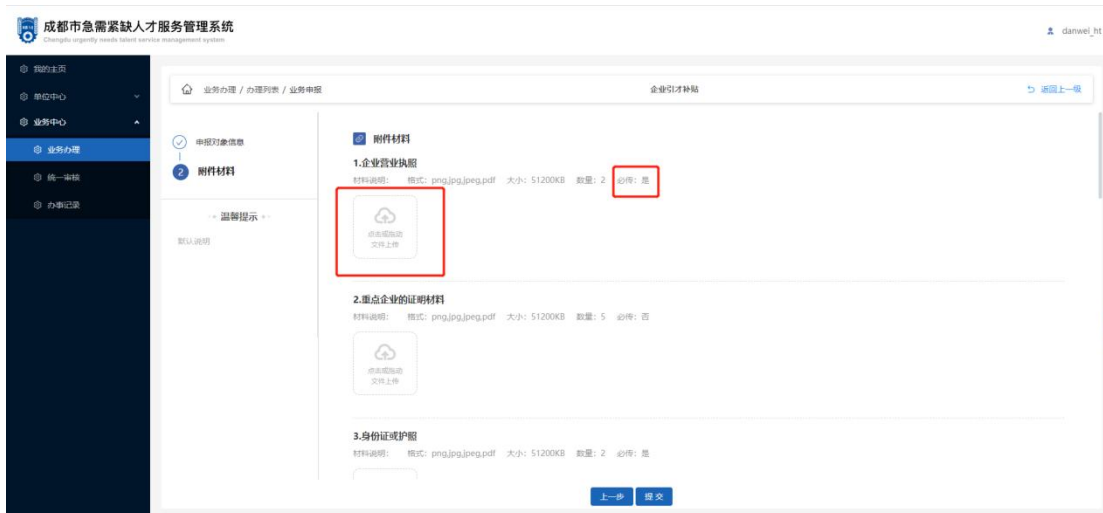 成都市急需紧缺人才服务管理系统
Chengdu urgently needs talent service management system
danwei_ht
我的主页
单位中心
业务中心
业务办理
统一审核
办事记录
业务办理 / 办理列表 / 业务申报
企业引才补贴
返回上一级
申报对象信息
2 附件材料
温馨提示
默认说明
附件材料
1.企业营业执照
材料说明: 格式: png,jpg,jpeg,pdf 大小: 51200KB 数量: 2 必传: 是
点击或拖动
文件上传
2.重点企业的证明材料
材料说明: 格式: png,jpg,jpeg,pdf 大小: 51200KB 数量: 5 必传: 否
点击或拖动
文件上传
3.身份证或护照
材料说明: 格式: png,jpg,jpeg,pdf 大小: 51200KB 数量: 2 必传: 是
上一步
提交